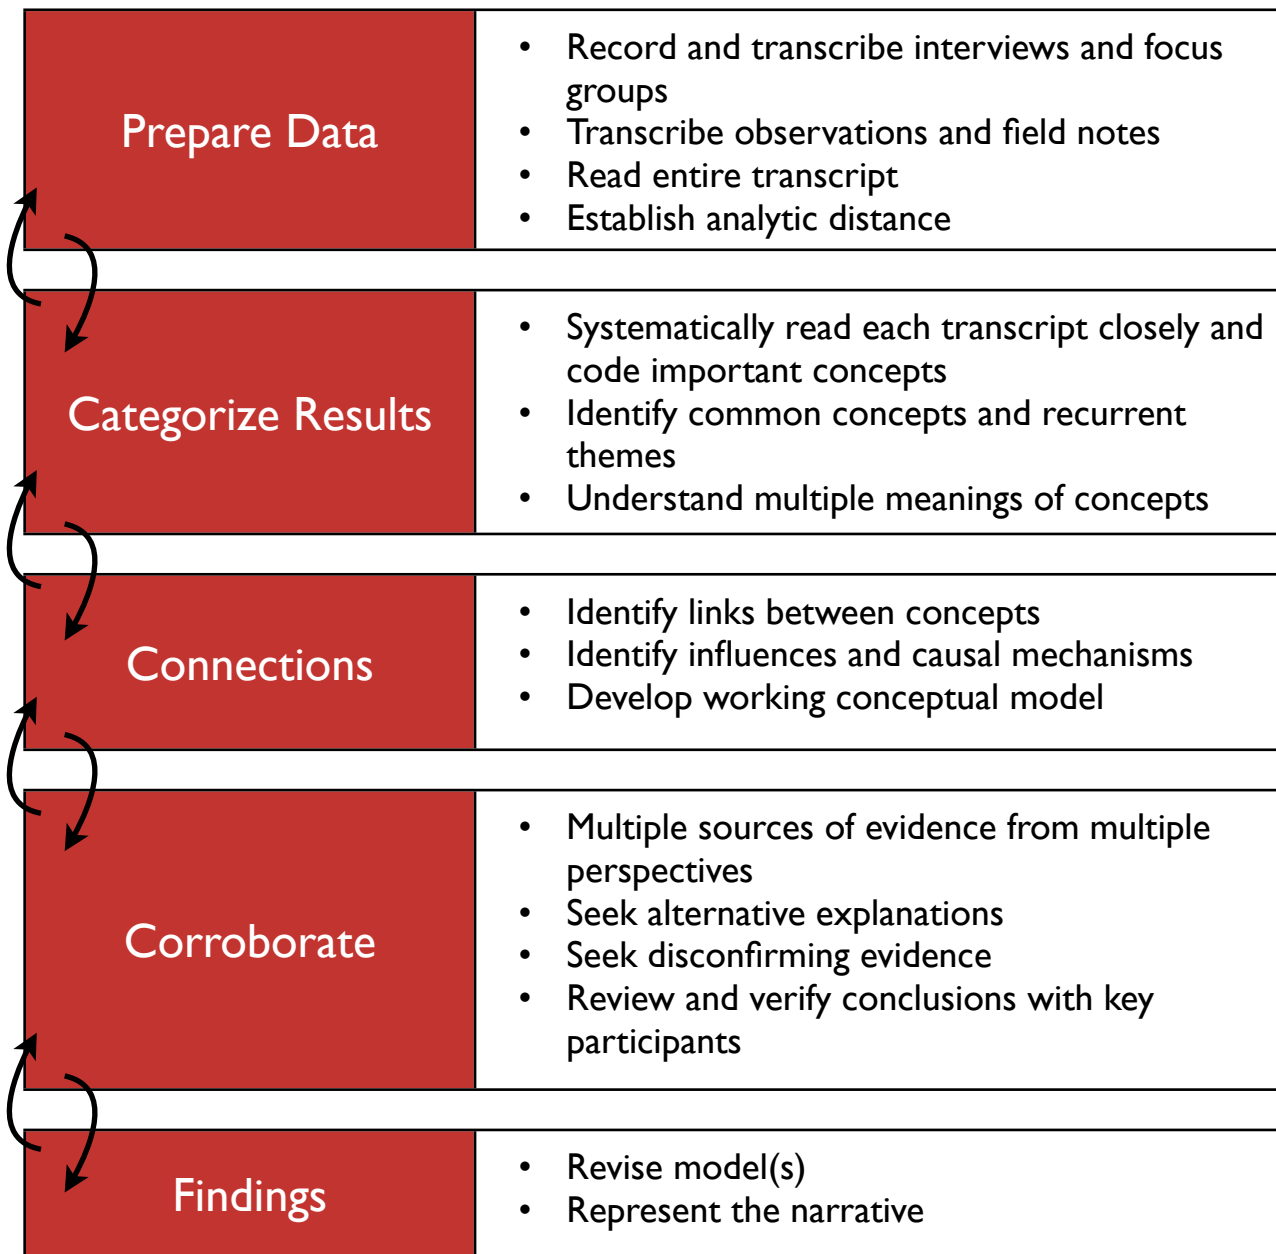 Prepare Data
• Record and transcribe interviews and focus
groups
• Transcribe observations and field notes
• Read entire transcript
• Establish analytic distance
Categorize Results
• Systematically read each transcript closely and
code important concepts
• Identify common concepts and recurrent
themes
• Understand multiple meanings of concepts
Connections
• Identify links between concepts
• Identify influences and causal mechanisms
• Develop working conceptual model
Corroborate
• Multiple sources of evidence from multiple
perspectives
• Seek alternative explanations
• Seek disconfirming evidence
• Review and verify conclusions with key
participants
Findings
• Revise model(s)
• Represent the narrative